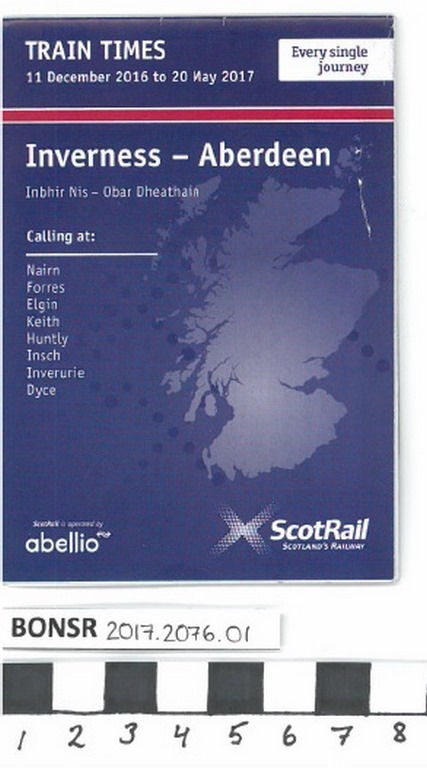 TRAIN TIMES
11 December 2016 to 20 May 2017
Every single
journey
Inverness – Aberdeen
Inbhir Nis – Obar Dheathain
Calling at:
Nairn
Forres
Elgin
Keith
Huntly
Insch
Inverurie
Dyce
ScotRail is operated by
abellio
ScotRail
SCOTLAND'S RAILWAY
BONSR 2017.2076.01
1 2 3 4 5 6 7 8